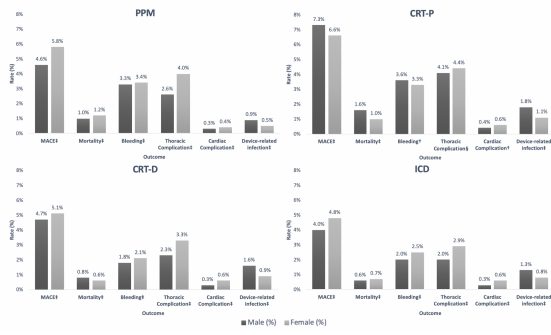 PPM
8%
7%
6%
5%
4%
3%
2%
1%
0%
Rate (%)
4.6% 5.8% 1.0% 1.2% 3.3% 3.4% 2.6% 4.0% 0.3% 0.4% 0.9% 0.5%
MACE‡ Mortality‡ Bleeding‡ Thoracic Complication‡ Cardiac Complication‡ Device-related Infection‡
Outcome
CRT-P
8%
7%
6%
5%
4%
3%
2%
1%
0%
Rate (%)
7.3% 6.6% 1.6% 1.0% 3.6% 3.3% 4.1% 4.4% 0.4% 0.6% 1.8% 1.1%
MACE‡ Mortality‡ Bleeding† Thoracic Complication§ Cardiac Complication† Device-related Infection‡
Outcome
CRT-D
8%
7%
6%
5%
4%
3%
2%
1%
0%
Rate (%)
4.7% 5.1% 0.8% 0.6% 1.8% 2.1% 2.3% 3.3% 0.3% 0.6% 1.6% 0.9%
MACE‡ Mortality‡ Bleeding‡ Thoracic Complication‡ Cardiac Complication‡ Device-related Infection‡
Outcome
ICD
8%
7%
6%
5%
4%
3%
2%
1%
0%
Rate (%)
4.0% 4.8% 0.6% 0.7% 2.0% 2.5% 2.0% 2.9% 0.3% 0.6% 1.3% 0.8%
MACE‡ Mortality‡ Bleeding‡ Thoracic Complication‡ Cardiac Complication‡ Device-related Infection‡
Outcome
Male (%) Female (%)